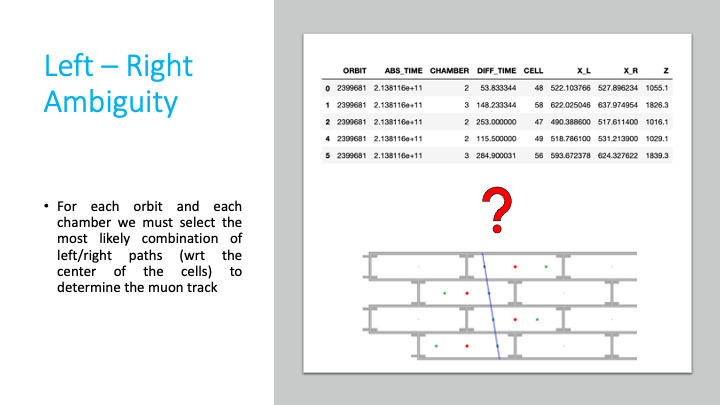 Left – Right
Ambiguity
• For each orbit and each
chamber we must select the
most likely combination of
left/right paths (wrt the
center of the cells) to
determine the muon track
ORBIT ABS_TIME CHAMBER DIFF_TIME CELL X_L X_R Z
0 2399681 2.138116e+11 2 53.833344 48 522.103766 527.896234 1055.1
1 2399681 2.138116e+11 3 148.233344 58 622.025046 637.974954 1826.3
2 2399681 2.138116e+11 2 253.000000 47 490.388600 517.611400 1016.1
4 2399681 2.138116e+11 2 115.500000 49 518.786100 531.213900 1029.1
5 2399681 2.138116e+11 3 284.900031 56 593.672378 624.327622 1839.3
?